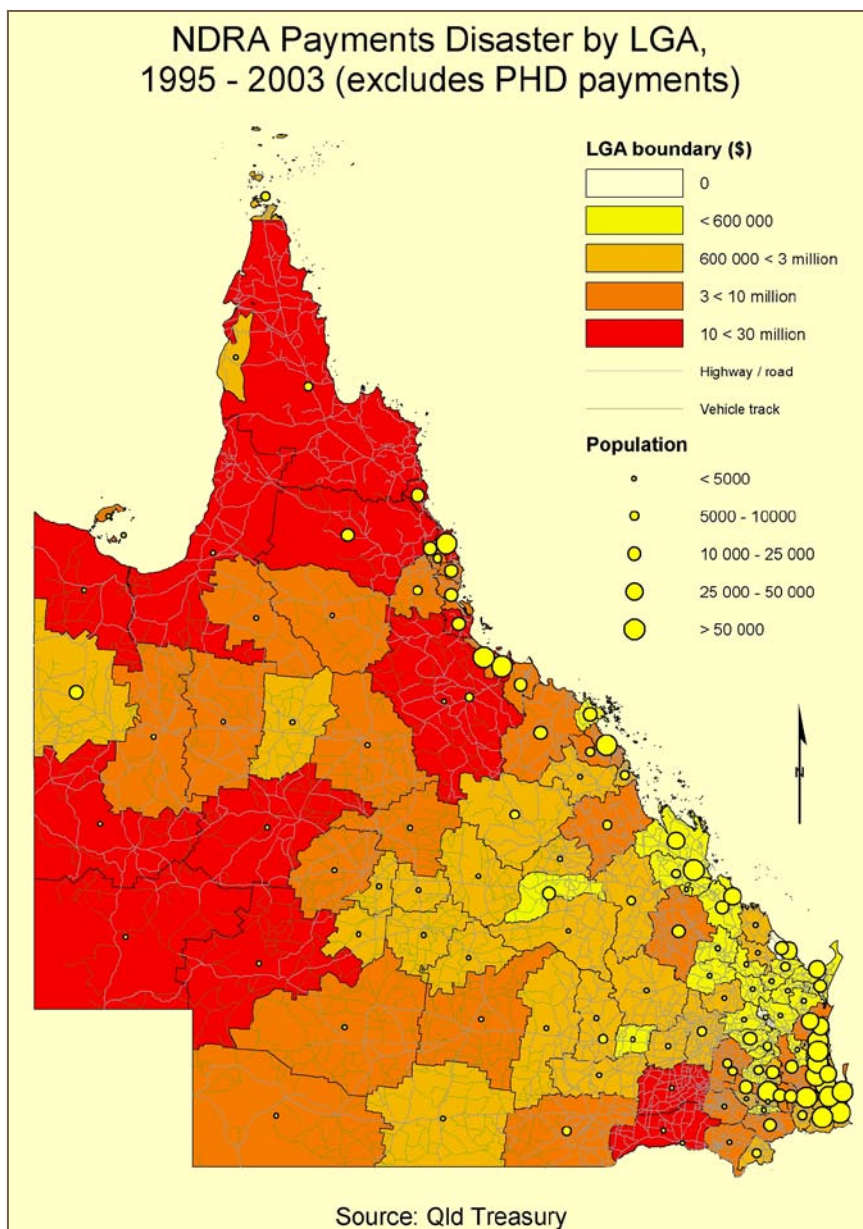 NDRA Payments Disaster by LGA,
1995 - 2003 (excludes PHD payments)
LGA boundary ($)
0
< 600 000
600 000 < 3 million
3 < 10 million
10 < 30 million
Highway / road
Vehicle track
Population
< 5000
5000 - 10000
10 000 - 25 000
25 000 - 50 000
> 50 000
N
Source: Qld Treasury